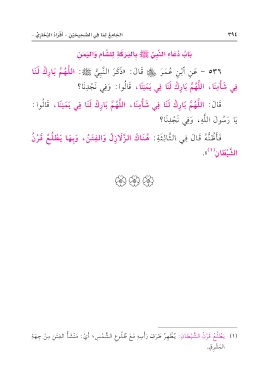 ٣٩٤ الجامع لما في الصحيحين - أفراد البخاري -
بَابُ دُعَاءِ النَّبِيِّ ﷺ بِالبَرَكَةِ لِلشَّامِ وَاليَمَنِ
٥٣٦ - عَنِ ابْنِ عُمَرَ ﷺ قَالَ: «ذَكَرَ النَّبِيُّ ﷺ: اللَّهُمَّ بَارِكْ لَنَا
فِي شَأْمِنَا، اللَّهُمَّ بَارِكْ لَنَا فِي يَمَنِنَا، قَالُوا: وَفِي نَجْدِنَا؟
قَالَ: اللَّهُمَّ بَارِكْ لَنَا فِي شَأْمِنَا، اللَّهُمَّ بَارِكْ لَنَا فِي يَمَنِنَا، قَالُوا:
يَا رَسُولَ اللَّهِ، وَفِي نَجْدِنَا؟
فَأَظُنُّهُ قَالَ فِي الثَّالِثَةِ: هُنَاكَ الزَّلَازِلُ وَالفِتَنُ، وَبِهَا يَطْلُعُ قَرْنُ
الشَّيْطَانِ(١)».
(١) يَطْلُعُ قَرْنُ الشَّيْطَانِ: يُظْهِرُ طَرَفَ رَأْسِهِ مَعَ طُلُوعِ الشَّمْسِ؛ أَيْ: مَنْشَأُ الفِتَنِ مِنْ جِهَةِ
المَشْرِقِ.